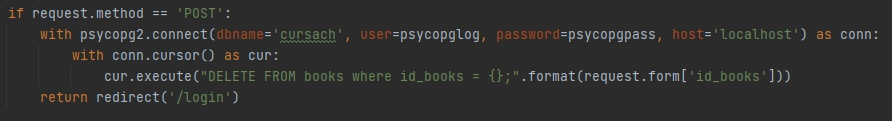 if request.method == 'POST':
    with psycopg2.connect(dbname='cursach', user=psycopglog, password=psycopgpass, host='localhost') as conn:
        with conn.cursor() as cur:
            cur.execute("DELETE FROM books where id_books = {};".format(request.form['id_books']))
    return redirect('/login')